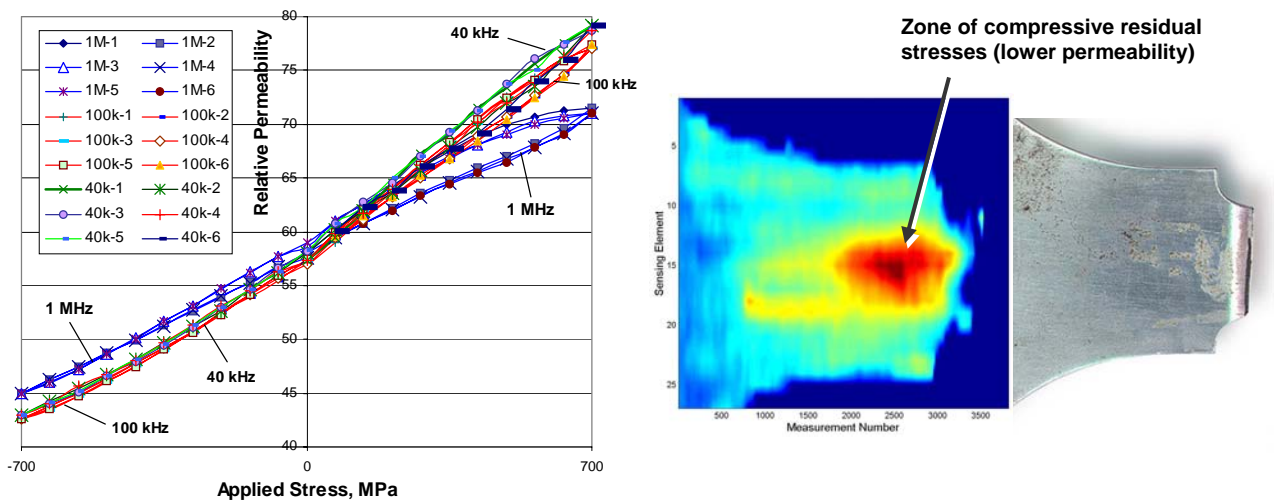 80
75
70
65
60
55
50
45
40
Relative Permeability
1M-1 1M-2
1M-3 1M-4
1M-5 1M-6
100k-1 100k-2
100k-3 100k-4
100k-5 100k-6
40k-1 40k-2
40k-3 40k-4
40k-5 40k-6
40 kHz
100 kHz
1 MHz
1 MHz
40 kHz
100 kHz
-700 0 700
Applied Stress, MPa
Zone of compressive residual
stresses (lower permeability)
Sensing Element
5
10
15
20
25
500 1000 1500 2000 2500 3000 3500
Measurement Number